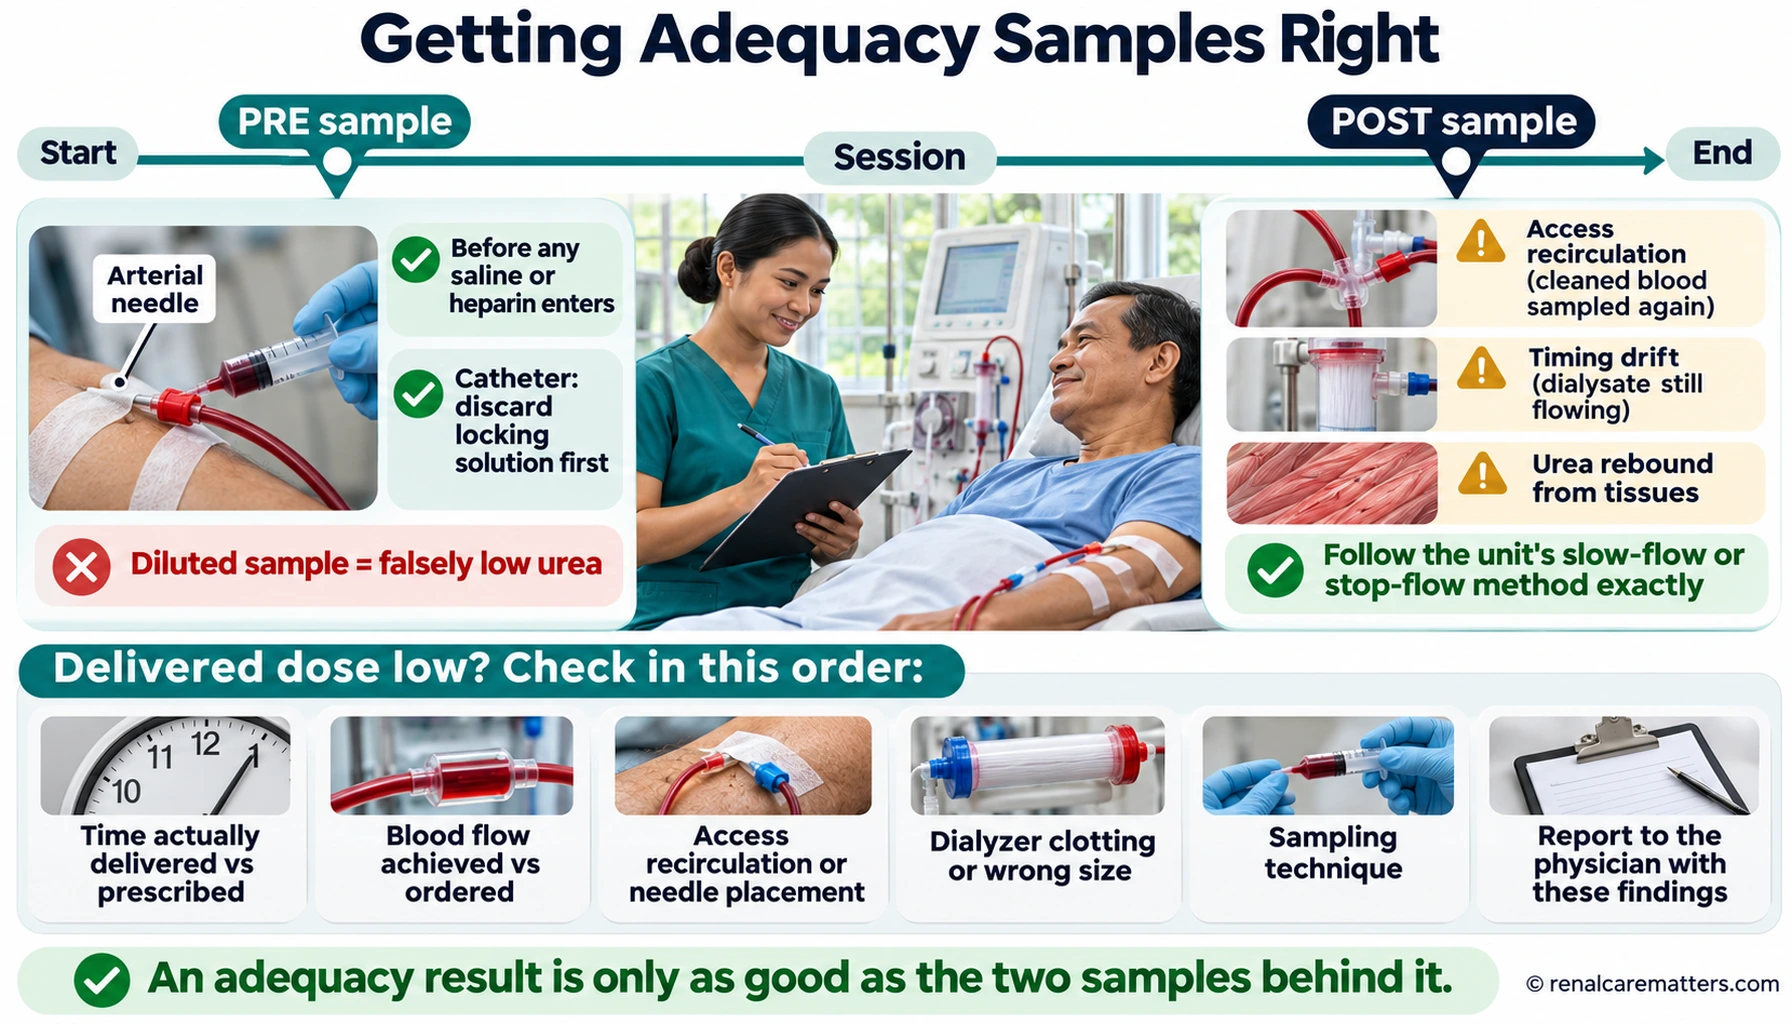 Getting Adequacy Samples Right
Start
PRE sample
Session
POST sample
End
Arterial
needle
Before any
saline or
heparin enters
Catheter:
discard
locking
solution first
Diluted sample = falsely low urea
Access
recirculation
(cleaned blood
sampled again)
Timing drift
(dialysate still
flowing)
Urea rebound
from tissues
Follow the unit's slow-flow or
stop-flow method exactly
Delivered dose low? Check in this order:
10
11
12
1
Time actually
delivered vs
prescribed
Blood flow
achieved vs
ordered
Access
recirculation or
needle placement
Dialyzer clotting
or wrong size
Sampling
technique
Report to the
physician with
these findings
An adequacy result is only as good as the two samples behind it.
© renalcarematters.com